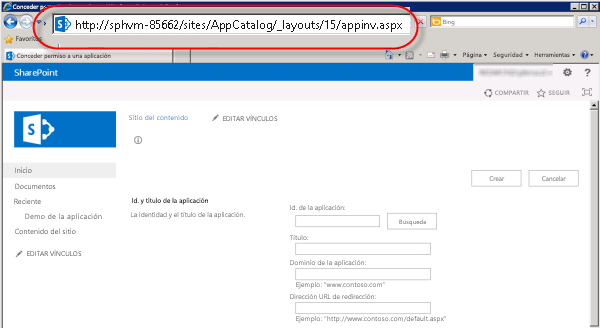 Conceder permiso
http://sphvm-85662/sites/AppCatalog/_layouts/15/appinv.aspx
Bing
Favoritos
Conceder permiso a una aplicación
Página Seguridad Herramientas
SharePoint
?
COMPARTIR SEGUIR
Sitio del contenido EDITAR VÍNCULOS
Inicio
Documentos
Reciente
Demo de la aplicación
Contenido del sitio
EDITAR VÍNCULOS
Crear Cancelar
Id. y título de la aplicación
La identidad y el título de la aplicación.
Id. de la aplicación:
Búsqueda
Título:
Dominio de la aplicación:
Ejemplo: "www.contoso.com"
Dirección URL de redirección:
Ejemplo: "http://www.contoso.com/default.aspx"